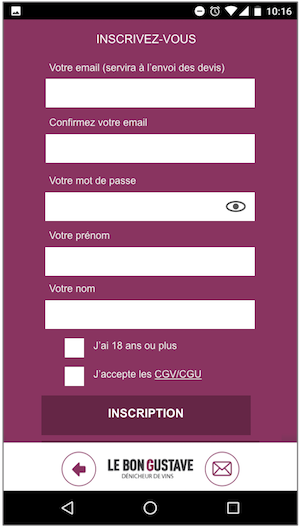 10:16
INSCRIVEZ-VOUS
Votre email (servira à l'envoi des devis)
Confirmez votre email
Votre mot de passe
Votre prénom
Votre nom
J'ai 18 ans ou plus
J'accepte les CGV/CGU
INSCRIPTION
LE BON GUSTAVE
DÉNICHEUR DE VINS